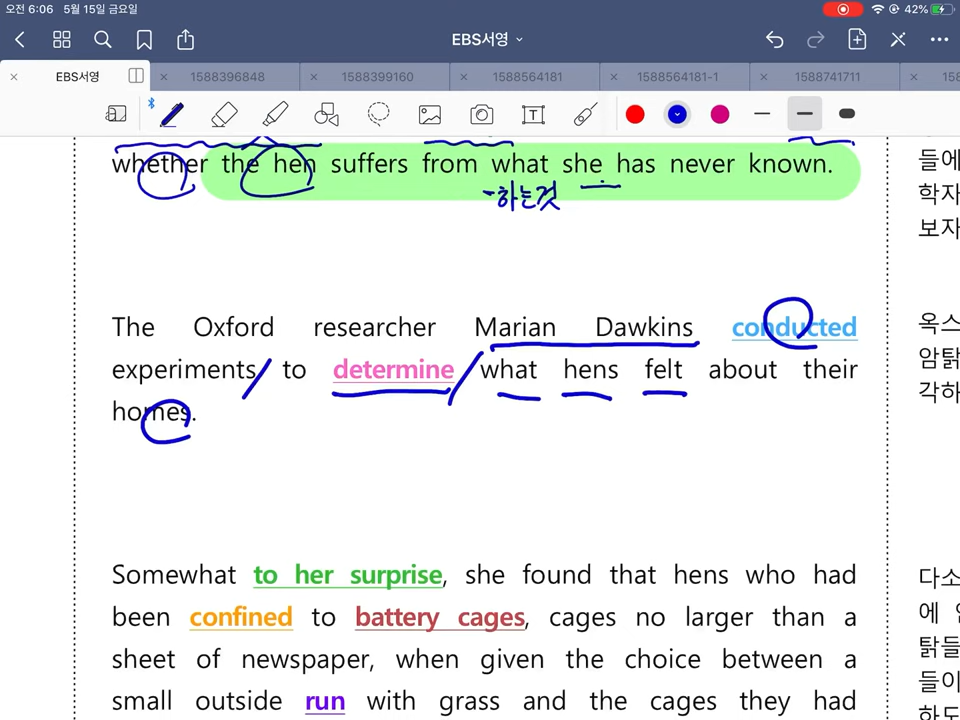 오전 6:06 5월 15일 금요일 42%
EBS서영
EBS서영 1588396848 1588399160 1588564181 1588564181-1 1588741711 158
T
whether the hen suffers from what she has never known.
~하는것
들에
학자
보자
The Oxford researcher Marian Dawkins conducted
experiments to determine what hens felt about their
homes.
옥스
암탉
각하
Somewhat to her surprise, she found that hens who had
been confined to battery cages, cages no larger than a
sheet of newspaper, when given the choice between a
small outside run with grass and the cages they had
다소
에
탉들
들이
하도